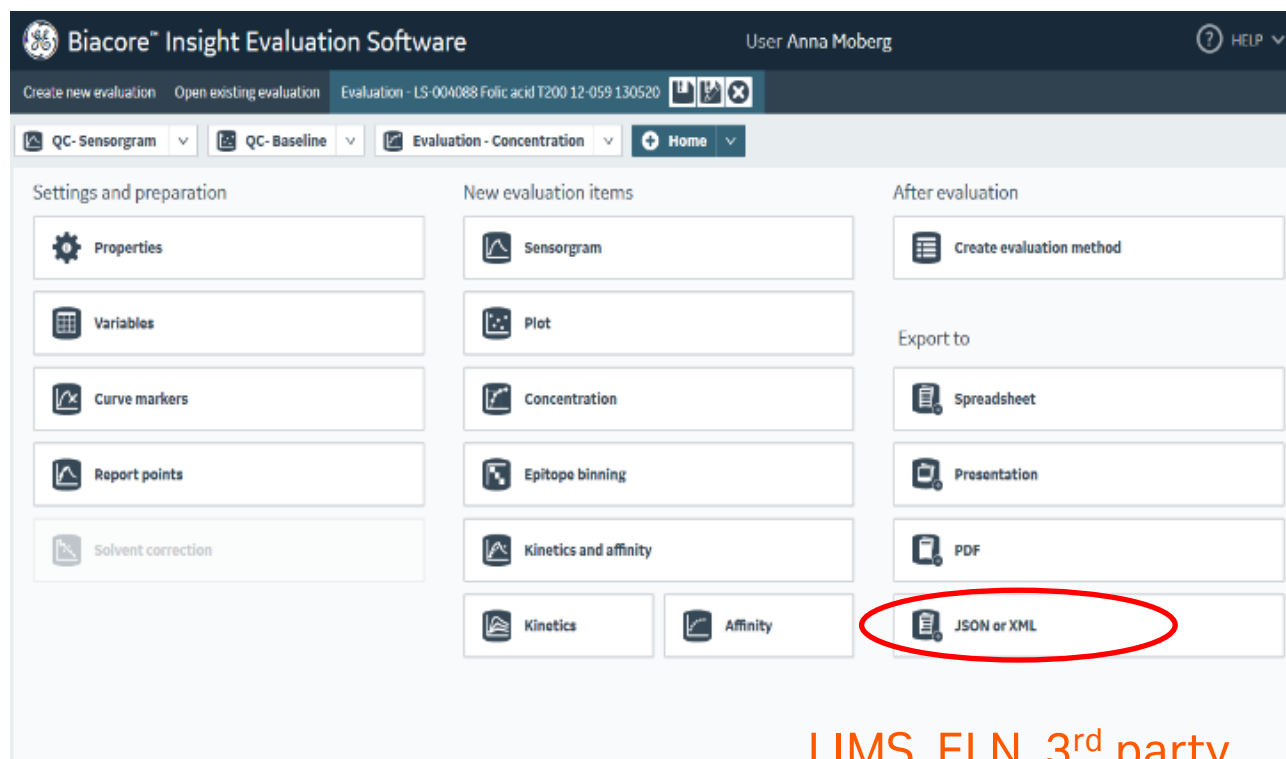 Biacore™ Insight Evaluation Software
User Anna Moberg
? HELP
Create new evaluation Open existing evaluation Evaluation - LS-004088 Folic acid T200 12-059 130520
QC- Sensorgram QC- Baseline Evaluation - Concentration Home
Settings and preparation
Properties
Variables
Curve markers
Report points
Solvent correction
New evaluation items
Sensorgram
Plot
Concentration
Epitope binning
Kinetics and affinity
Kinetics Affinity
After evaluation
Create evaluation method
Export to
Spreadsheet
Presentation
PDF
JSON or XML
LIMS, ELN, 3rd party